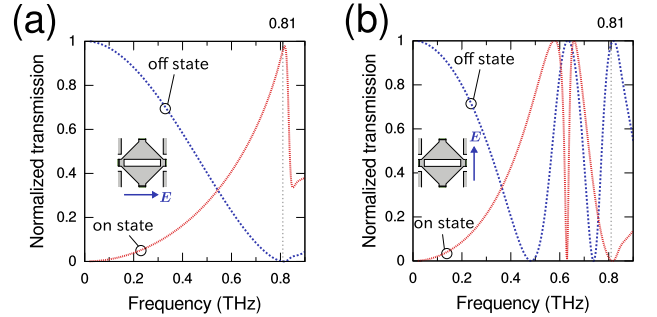 (a)
0.81
Normalized transmission
1
0.8
0.6
0.4
0.2
0
off state
E
on state
0 0.2 0.4 0.6 0.8
Frequency (THz)
(b)
0.81
Normalized transmission
1
0.8
0.6
0.4
0.2
0
off state
E
on state
0 0.2 0.4 0.6 0.8
Frequency (THz)